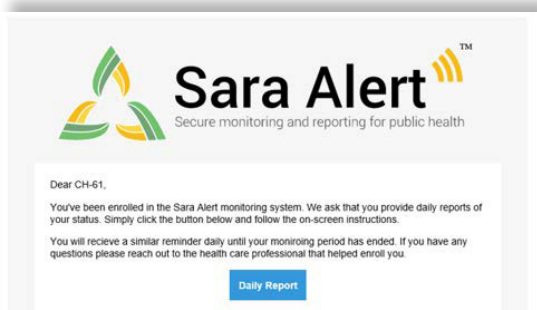 Sara Alert TM
Secure monitoring and reporting for public health
Dear CH-61,
You've been enrolled in the Sara Alert monitoring system. We ask that you provide daily reports of
your status. Simply click the button below and follow the on-screen instructions.
You will recieve a similar reminder daily until your moniroing period has ended. If you have any
questions please reach out to the health care professional that helped enroll you.
Daily Report